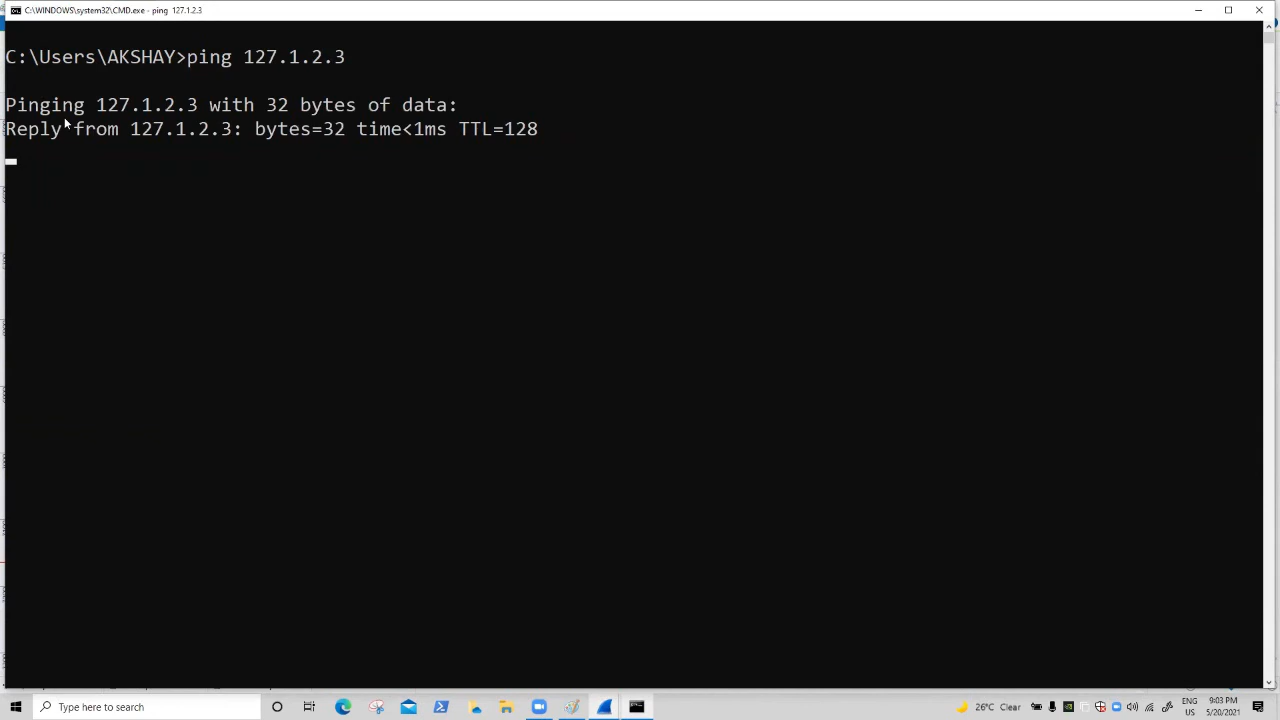 C:\WINDOWS\system32\CMD.exe - ping  127.1.2.3
C:\Users\AKSHAY>ping 127.1.2.3
Pinging 127.1.2.3 with 32 bytes of data:
Reply from 127.1.2.3: bytes=32 time<1ms TTL=128
Type here to search
26°C Clear
ENG
US
9:03 PM
5/20/2021